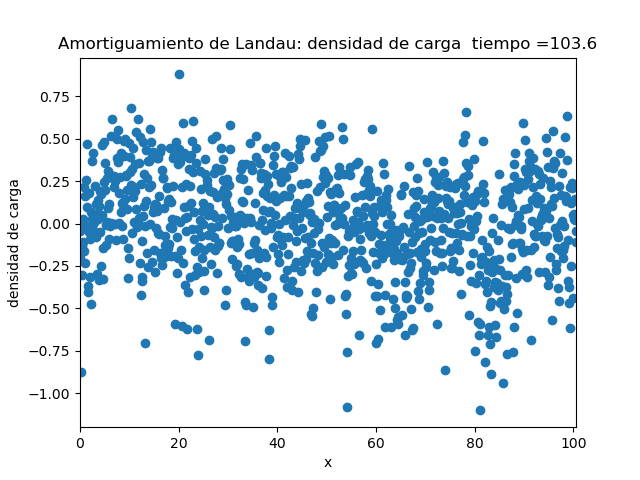 Amortiguamiento de Landau: densidad de carga  tiempo =103.6
0.75
0.50
0.25
0.00
−0.25
−0.50
−0.75
−1.00
densidad de carga
0 20 40 60 80 100
x